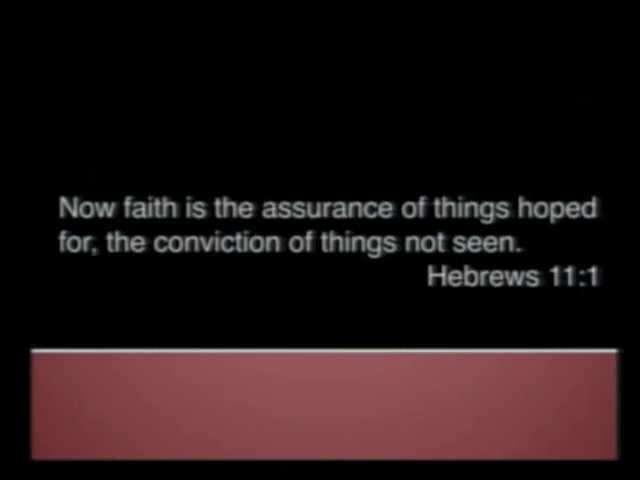 Now faith is the assurance of things hoped
for, the conviction of things not seen.
Hebrews 11:1